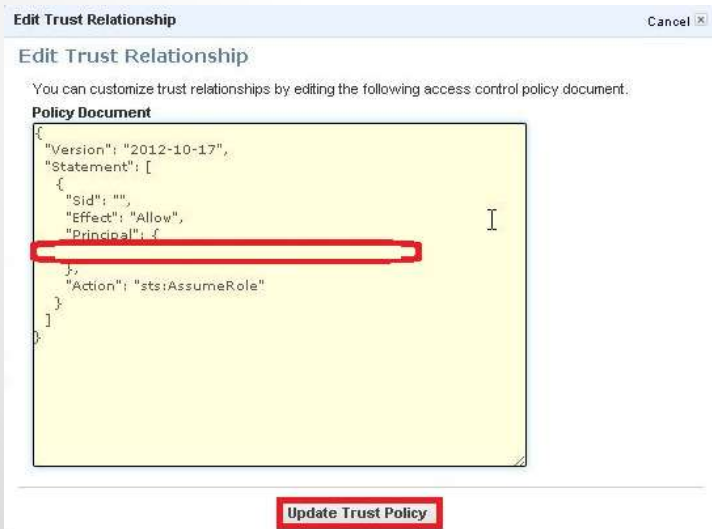 Edit Trust Relationship
Cancel
Edit Trust Relationship
You can customize trust relationships by editing the following access control policy document.
Policy Document
{
"Version": "2012-10-17",
"Statement": [
{
"Sid": "",
"Effect": "Allow",
"Principal": {
},
"Action": "sts:AssumeRole"
}
]
}
Update Trust Policy